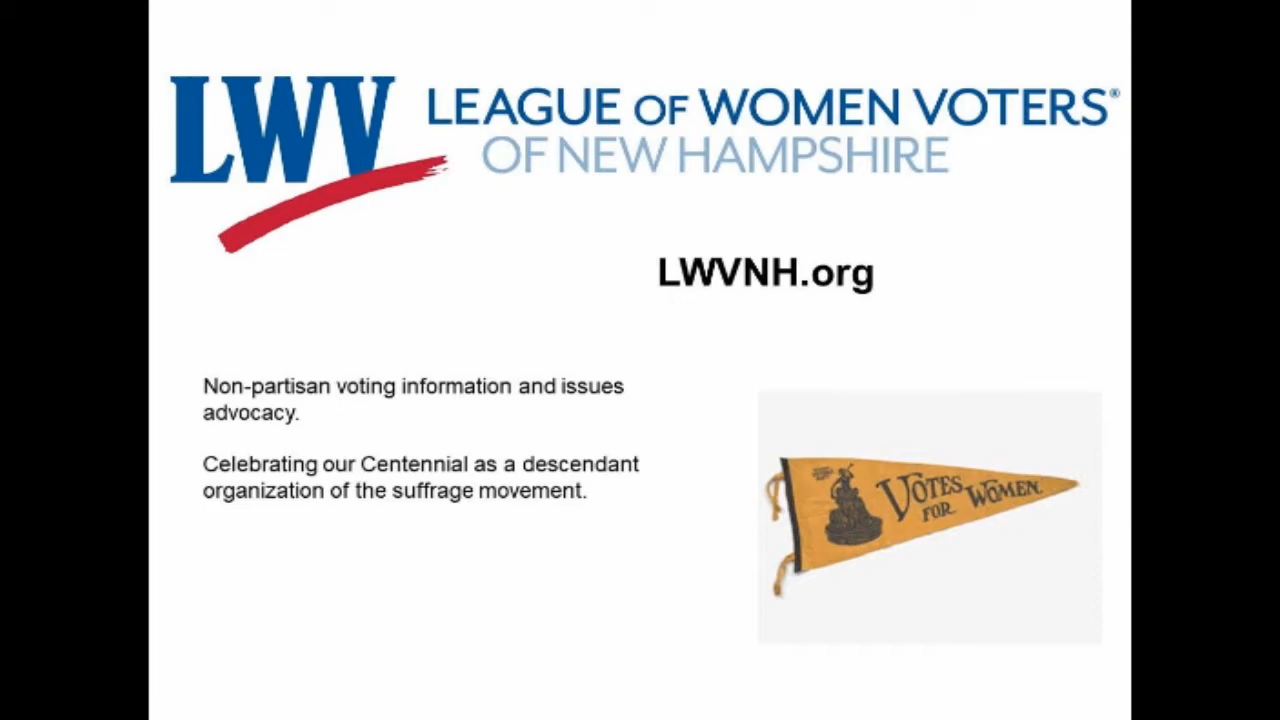 LWV LEAGUE OF WOMEN VOTERS®
OF NEW HAMPSHIRE
LWVNH.org
Non-partisan voting information and issues
advocacy.
Celebrating our Centennial as a descendant
organization of the suffrage movement.
VOTES
FOR WOMEN